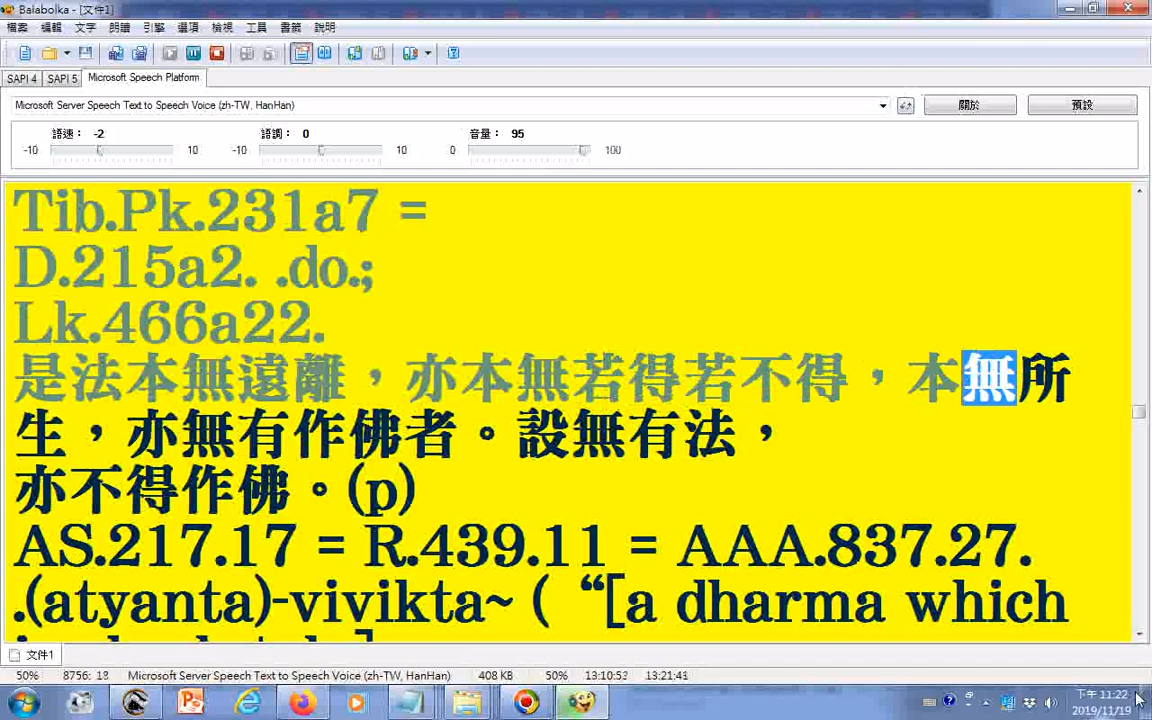 Balabolka - [文件1]
檔案 編輯 文字 朗讀 引擎 選項 檢視 工具 書籤 說明
SAPI 4 SAPI 5 Microsoft Speech Platform
Microsoft Server Speech Text to Speech Voice (zh-TW, HanHan) 關於 預設
語速： -2 語調： 0 音量： 95
-10 10 -10 10 0 100
Tib.Pk.231a7 =
D.215a2. .do.;
Lk.466a22.
是法本無遠離，亦本無若得若不得，本無所
生，亦無有作佛者。設無有法，
亦不得作佛。(p)
AS.217.17 = R.439.11 = AAA.837.27.
.(atyanta)-vivikta~ (“[a dharma which
文件1
50% 8756: 13 Microsoft Server Speech Text to Speech Voice (zh-TW, HanHan) 408 KB 50% 13:10:53 13:21:41
下午 11:22
2019/11/19